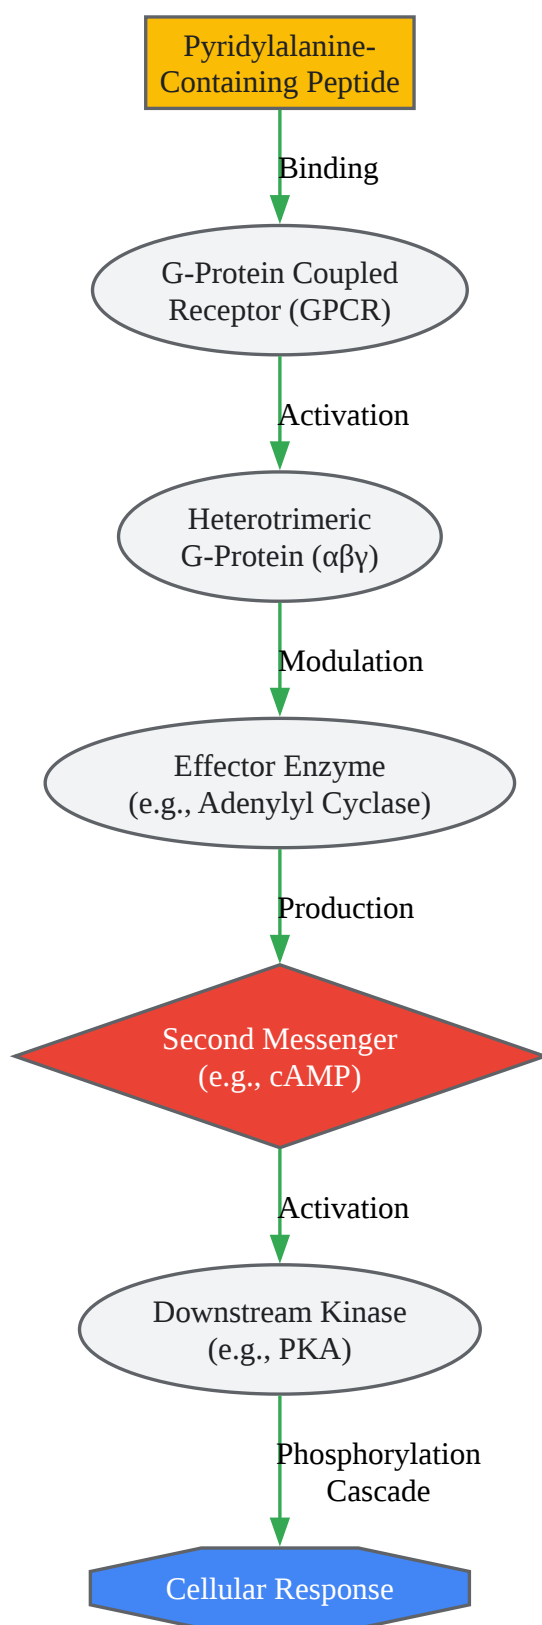 Pyridylalanine-
Containing Peptide
Binding
G-Protein Coupled
Receptor (GPCR)
Activation
Heterotrimeric
G-Protein (αβγ)
Modulation
Effector Enzyme
(e.g., Adenylyl Cyclase)
Production
Second Messenger
(e.g., cAMP)
Activation
Downstream Kinase
(e.g., PKA)
Phosphorylation
Cascade
Cellular Response